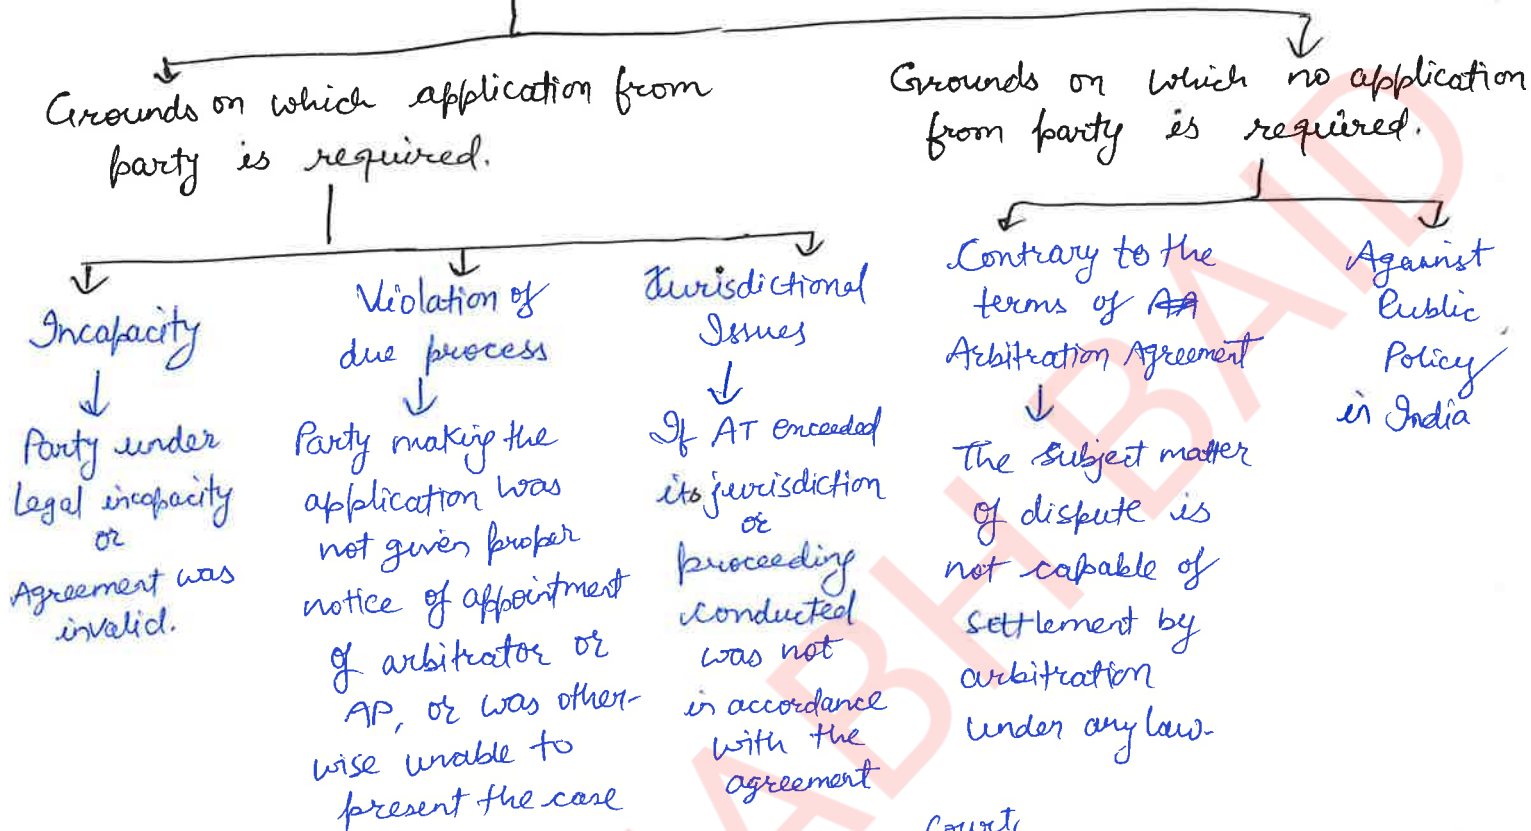 Grounds on which application from
party is required.
Grounds on which no application
from party is required.
Incapacity
Party under
legal incapacity
or
Agreement was
invalid.
Violation of
due process
Party making the
application was
not given proper
notice of appointment
of arbitrator or
AP, or was other-
wise unable to
present the case
Jurisdictional
Issues
If AT exceeded
its jurisdiction
or
proceeding
conducted
was not
in accordance
with the
agreement
Contrary to the
terms of AA
Arbitration Agreement
The subject matter
of dispute is
not capable of
settlement by
arbitration
under any law.
Against
Public
Policy
in India
Court
ABH BAID